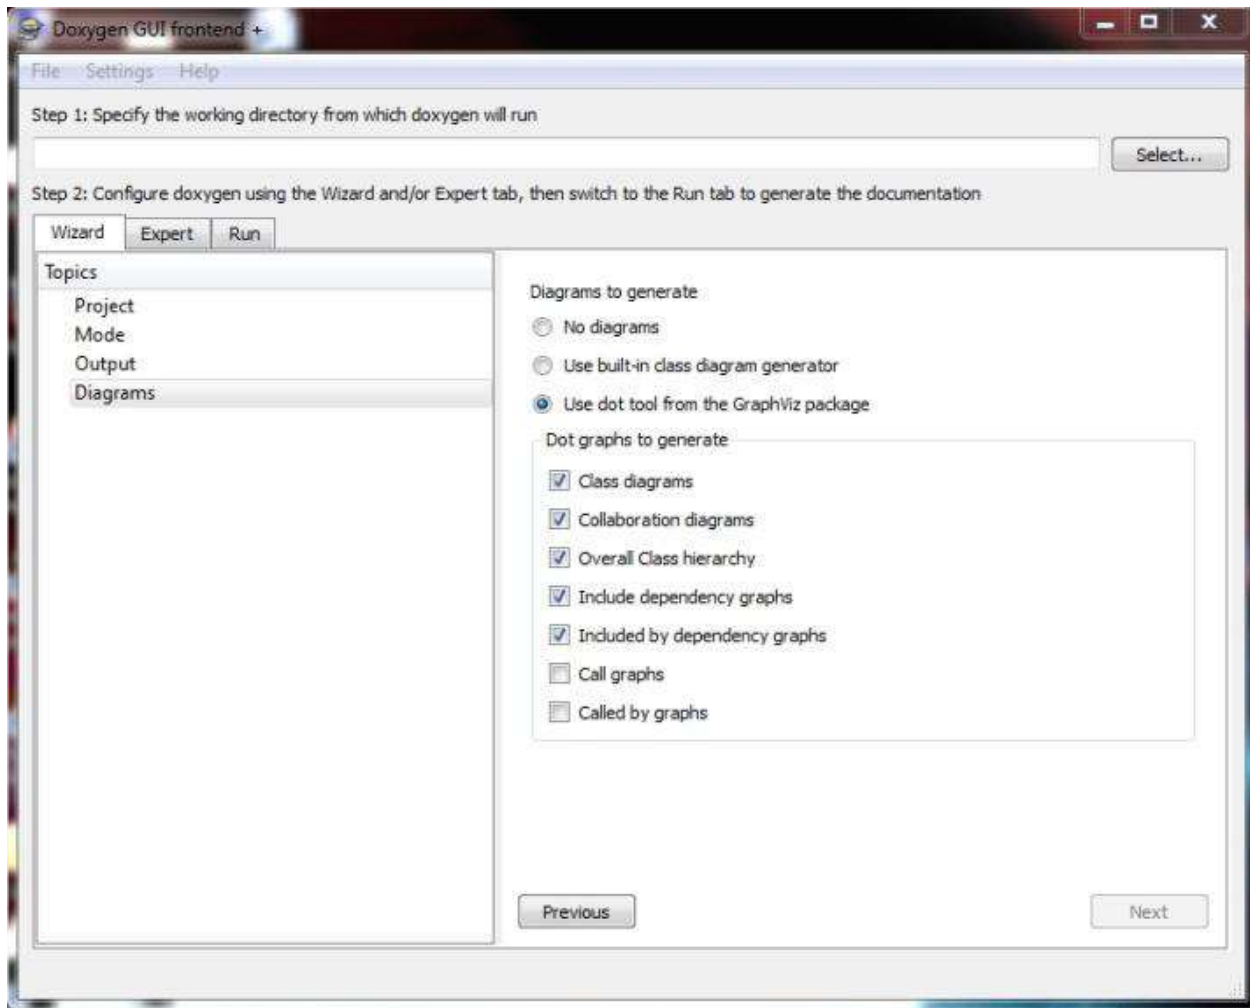 Doxygen GUI frontend +
File Settings Help
Step 1: Specify the working directory from which doxygen will run
Select...
Step 2: Configure doxygen using the Wizard and/or Expert tab, then switch to the Run tab to generate the documentation
Wizard Expert Run
Topics
Project
Mode
Output
Diagrams
Diagrams to generate
No diagrams
Use built-in class diagram generator
Use dot tool from the GraphViz package
Dot graphs to generate
Class diagrams
Collaboration diagrams
Overall Class hierarchy
Include dependency graphs
Included by dependency graphs
Call graphs
Called by graphs
Previous Next